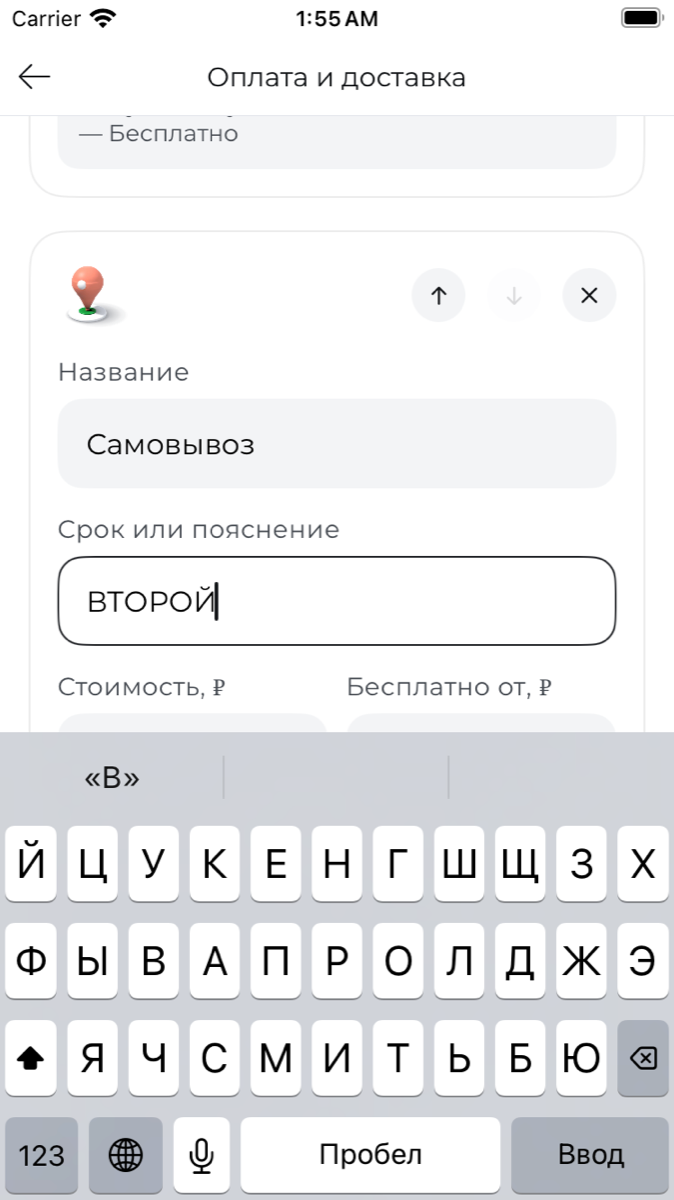 Carrier 1:55 AM
Оплата и доставка
— Бесплатно
Название
Самовывоз
Срок или пояснение
ВТОРОЙ
Стоимость, ₽ Бесплатно от, ₽
«В»
Й Ц У К Е Н Г Ш Щ З Х
Ф Ы В А П Р О Л Д Ж Э
Я Ч С М И Т Ь Б Ю
123 Пробел Ввод